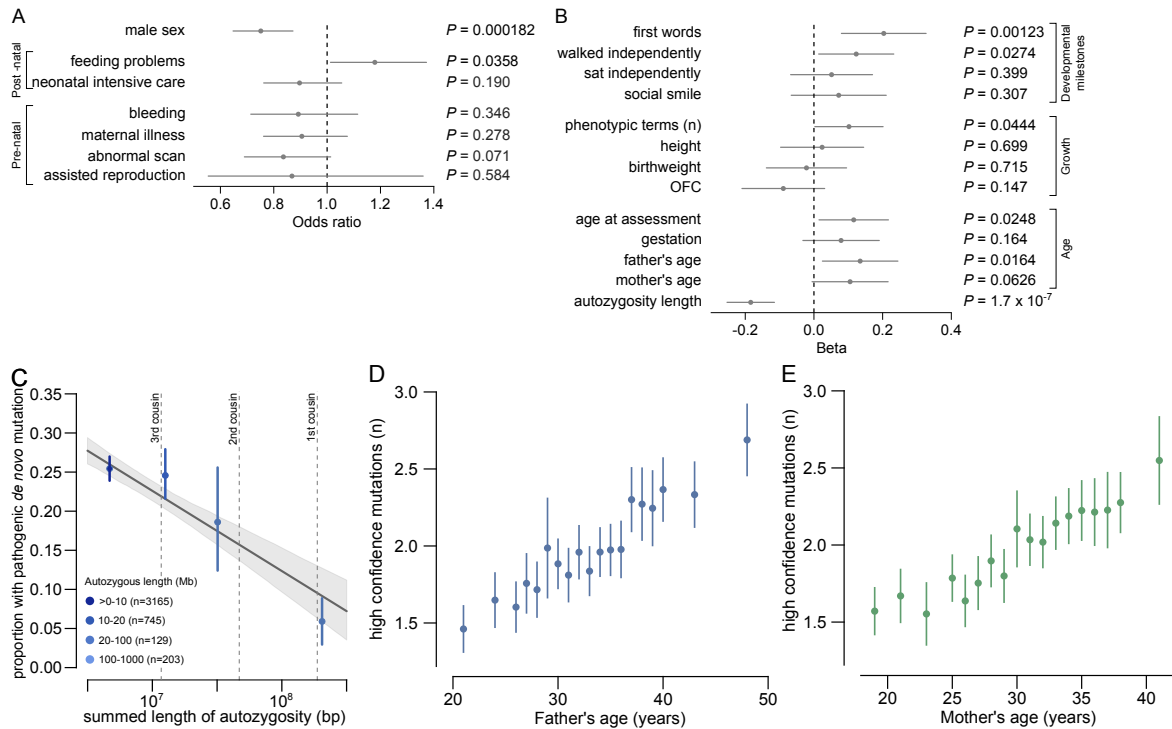 A
male sex P = 0.000182
Post -natal
feeding problems P = 0.0358
neonatal intensive care P = 0.190
Pre-natal
bleeding P = 0.346
maternal illness P = 0.278
abnormal scan P = 0.071
assisted reproduction P = 0.584
0.6 0.8 1.0 1.2 1.4
Odds ratio
B
first words P = 0.00123
walked independently P = 0.0274
sat independently P = 0.399
social smile P = 0.307
Developmental
milestones
phenotypic terms (n) P = 0.0444
height P = 0.699
birthweight P = 0.715
OFC P = 0.147
Growth
age at assessment P = 0.0248
gestation P = 0.164
father's age P = 0.0164
mother's age P = 0.0626
Age
autozygosity length P = 1.7 x 10-7
-0.2 0.0 0.2 0.4
Beta
C
proportion with pathogenic de novo mutation
0.35
0.30
0.25
0.20
0.15
0.10
0.05
0.00
3rd cousin
2nd cousin
1st cousin
Autozygous length (Mb)
>0-10 (n=3165)
10-20 (n=745)
20-100 (n=129)
100-1000 (n=203)
10^7 10^8
summed length of autozygosity (bp)
D
high confidence mutations (n)
3.0
2.5
2.0
1.5
20 30 40 50
Father's age (years)
E
high confidence mutations (n)
3.0
2.5
2.0
1.5
20 25 30 35 40
Mother's age (years)